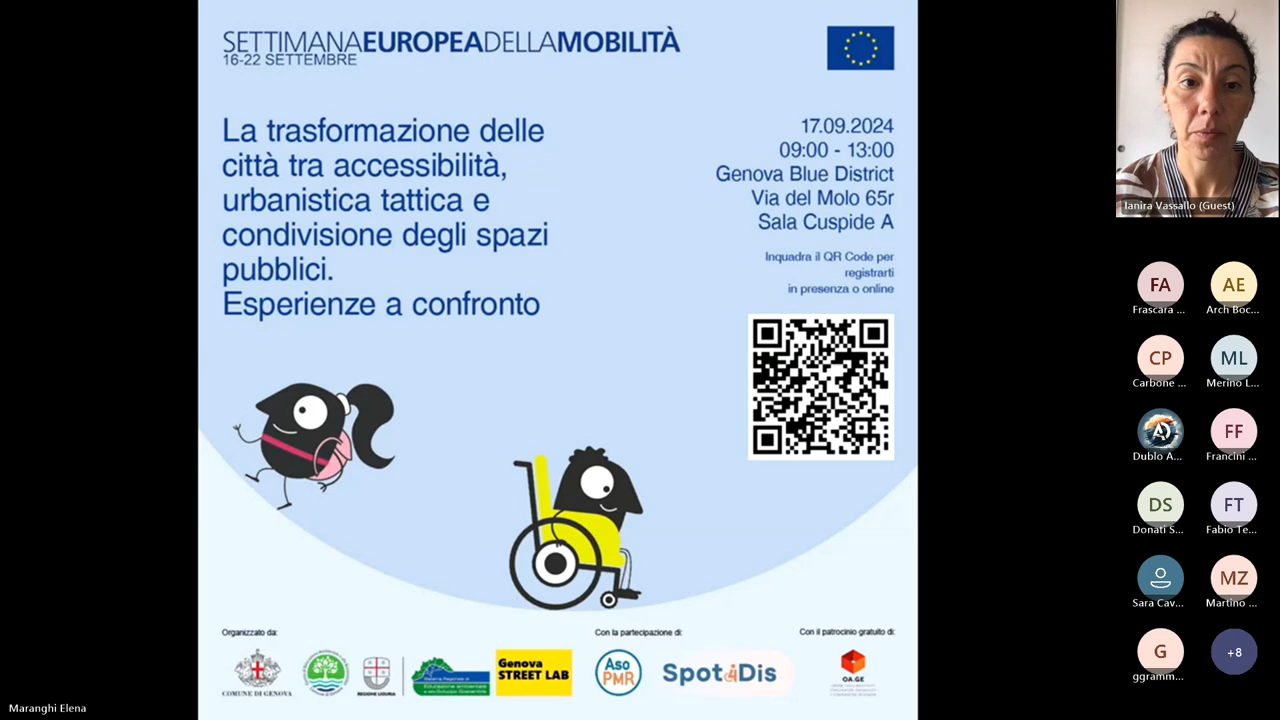 SETTIMANAEUROPEADELLAMOBILITÀ
16-22 SETTEMBRE
La trasformazione delle
città tra accessibilità,
urbanistica tattica e
condivisione degli spazi
pubblici.
Esperienze a confronto
17.09.2024
09:00 - 13:00
Genova Blue District
Via del Molo 65r
Sala Cuspide A
Inquadra il QR Code per
registrarti
in presenza o online
Organizzato da:
Con la partecipazione di:
Con il patrocinio gratuito di:
COMUNE DI GENOVA
REGIONE LIGURIA
Genova
STREET LAB
Aso
PMR
Spot4Dis
OA.GE
Maranghi Elena
Ianira Vassallo (Guest)
FA
Frascara ...
AE
Arch Boc...
CP
Carbone ...
ML
Merino L...
Dublo A...
FF
Francini ...
DS
Donati S...
FT
Fabio Te...
Sara Cav...
MZ
Martino ...
G
ggramm...
+8